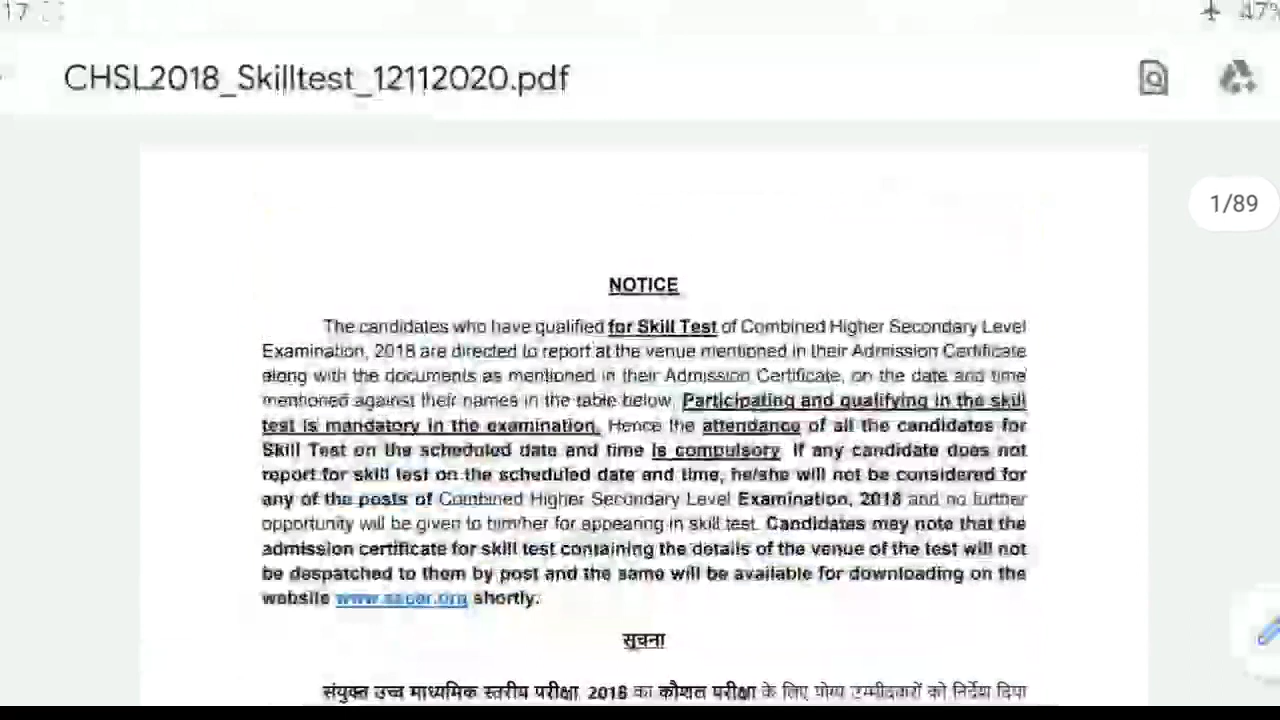 17
47%
CHSL2018_Skilltest_12112020.pdf
1/89
NOTICE
The candidates who have qualified for Skill Test of Combined Higher Secondary Level
Examination, 2018 are directed to report at the venue mentioned in their Admission Certificate
along with the documents as mentioned in their Admission Certificate, on the date and time
mentioned against their names in the table below. Participating and qualifying in the skill
test is mandatory in the examination. Hence the attendance of all the candidates for
Skill Test on the scheduled date and time is compulsory. If any candidate does not
report for skill test on the scheduled date and time, he/she will not be considered for
any of the posts of Combined Higher Secondary Level Examination, 2018 and no further
opportunity will be given to him/her for appearing in skill test. Candidates may note that the
admission certificate for skill test containing the details of the venue of the test will not
be despatched to them by post and the same will be available for downloading on the
website shortly.
सूचना
संयुक्त उच्च माध्यमिक स्तरीय परीक्षा 2018 का कौशल परीक्षा के लिए योग्य उम्मीदवारों को निर्देश दिया